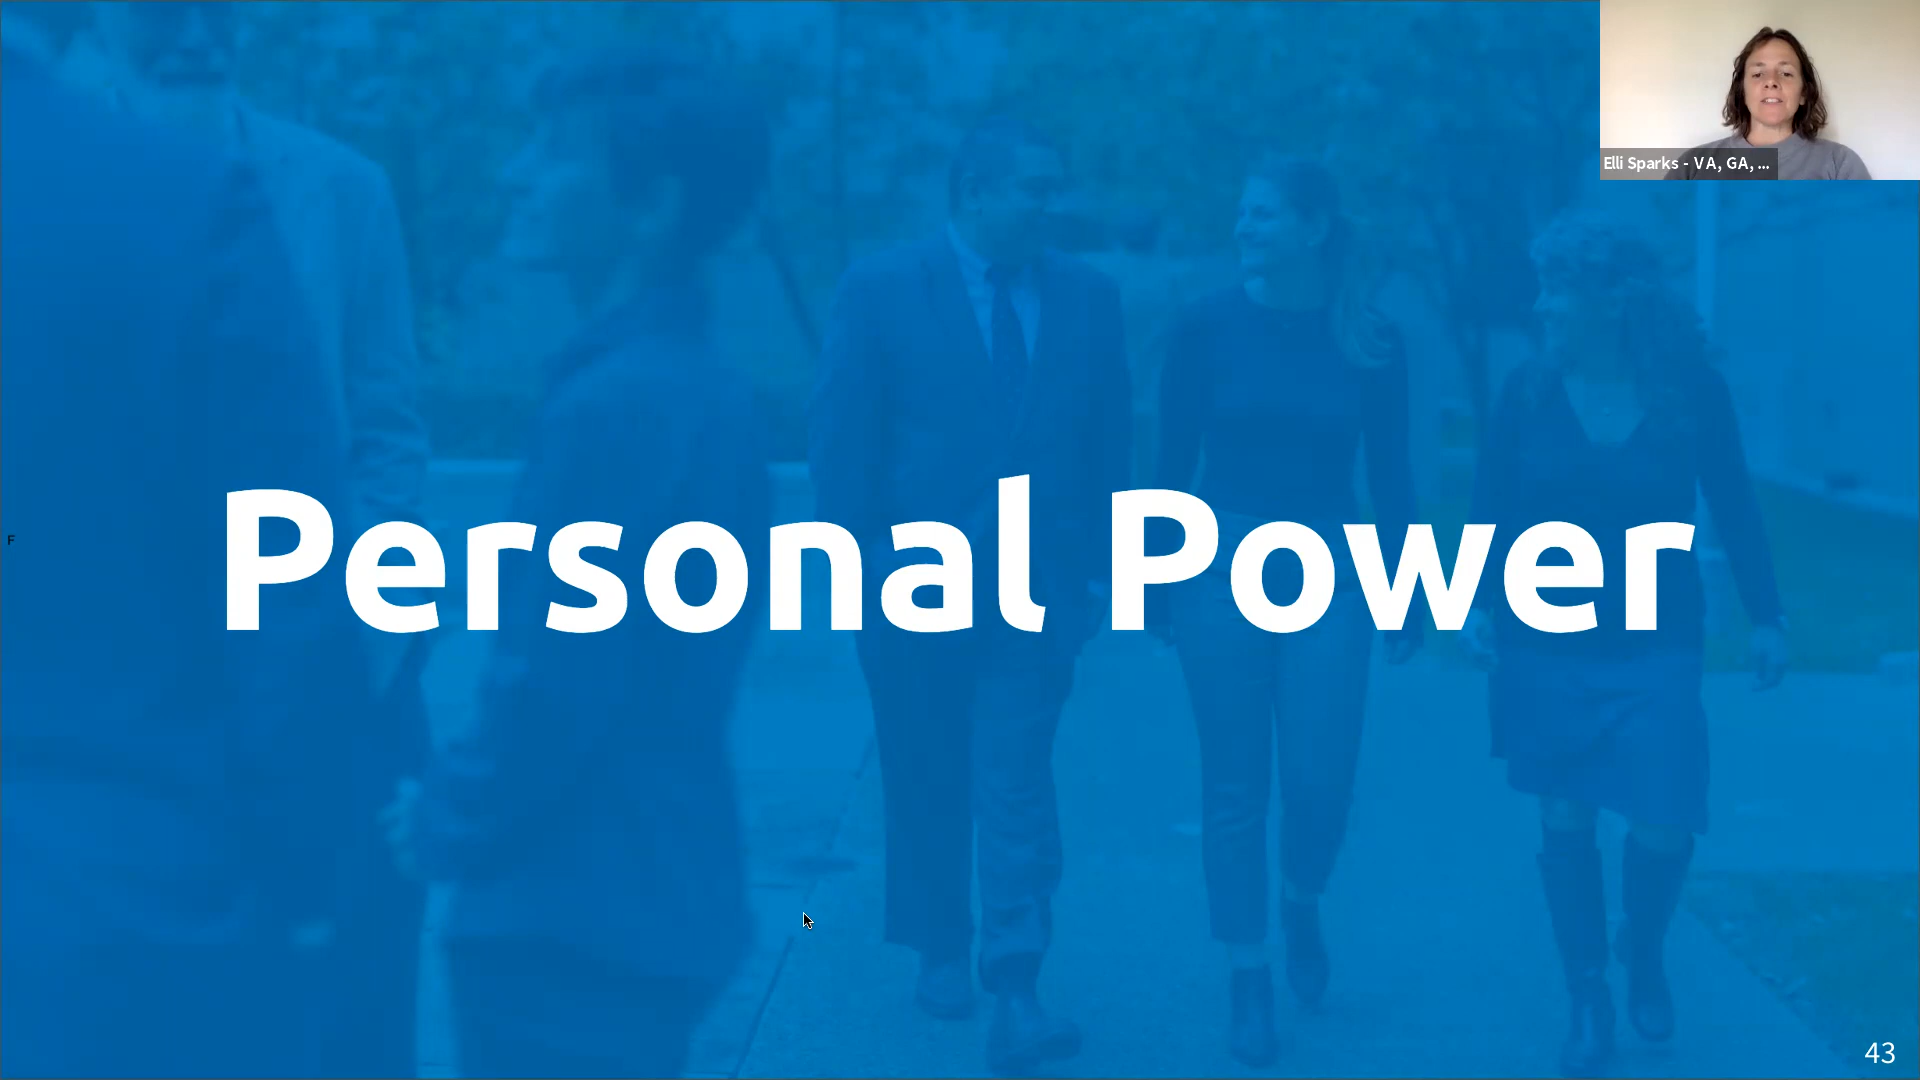 Elli Sparks - VA, GA, ...
F
Personal Power
43